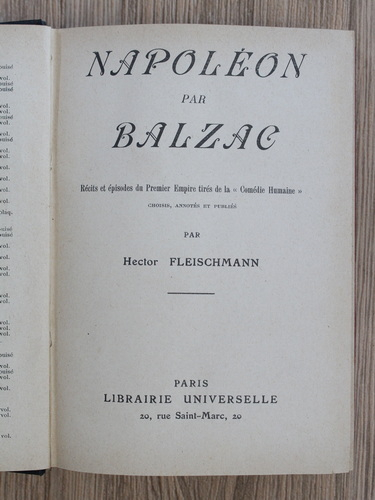 NAPOLÉON
PAR
BALZAC
Récits et épisodes du Premier Empire tirés de la « Comédie Humaine »
CHOISIS, ANNOTÉS ET PUBLIÉS
PAR
Hector FLEISCHMANN
PARIS
LIBRAIRIE UNIVERSELLE
20, rue Saint-Marc, 20